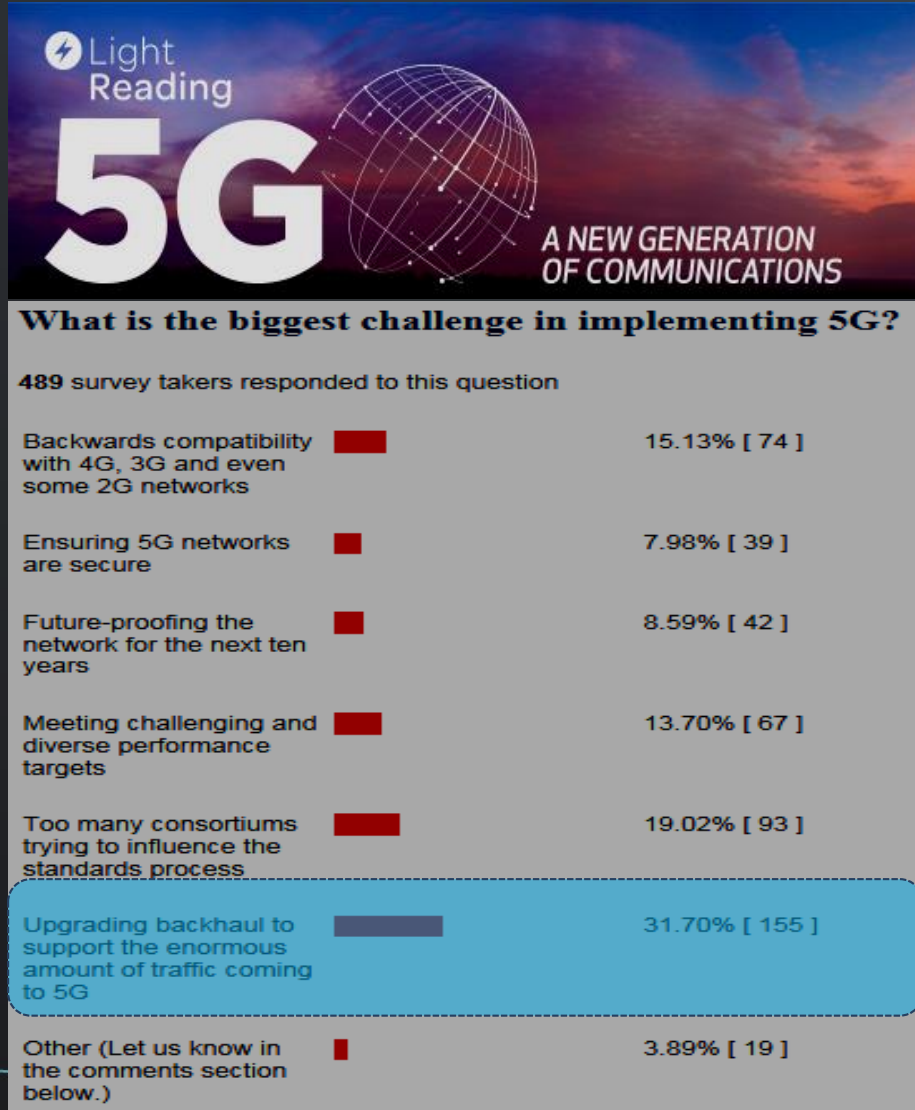 Light
Reading
5G
A NEW GENERATION
OF COMMUNICATIONS
What is the biggest challenge in implementing 5G?
489 survey takers responded to this question
Backwards compatibility
with 4G, 3G and even
some 2G networks
15.13% [ 74 ]
Ensuring 5G networks
are secure
7.98% [ 39 ]
Future-proofing the
network for the next ten
years
8.59% [ 42 ]
Meeting challenging and
diverse performance
targets
13.70% [ 67 ]
Too many consortiums
trying to influence the
standards process
19.02% [ 93 ]
Upgrading backhaul to
support the enormous
amount of traffic coming
to 5G
31.70% [ 155 ]
Other (Let us know in
the comments section
below.)
3.89% [ 19 ]